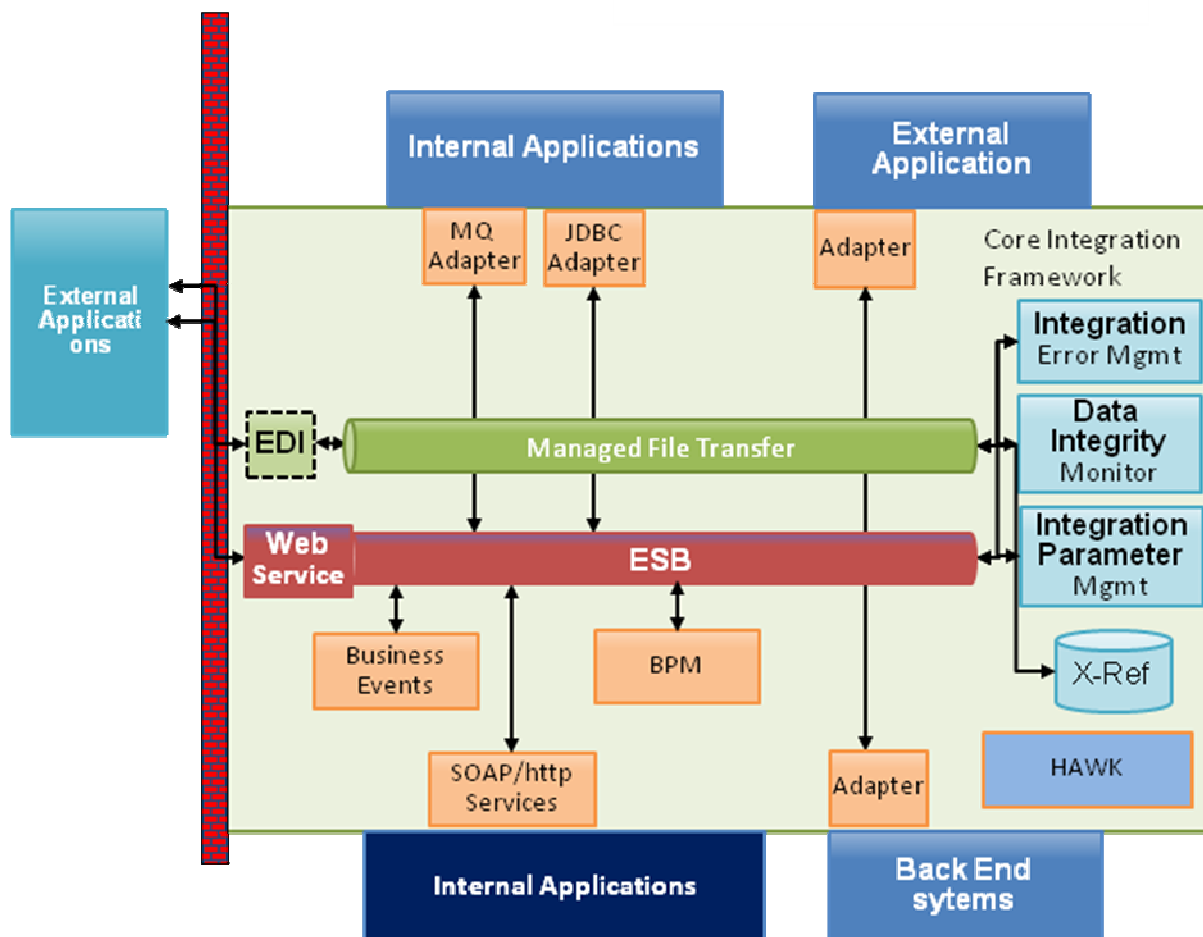 Internal Applications
External
Application
External
Applicati
ons
MQ
Adapter
JDBC
Adapter
Adapter
Core Integration
Framework
Integration
Error Mgmt
EDI
Managed File Transfer
Data
Integrity
Monitor
Web
Service
ESB
Integration
Parameter
Mgmt
Business
Events
BPM
X-Ref
SOAP/http
Services
Adapter
HAWK
Internal Applications
Back End
sytems